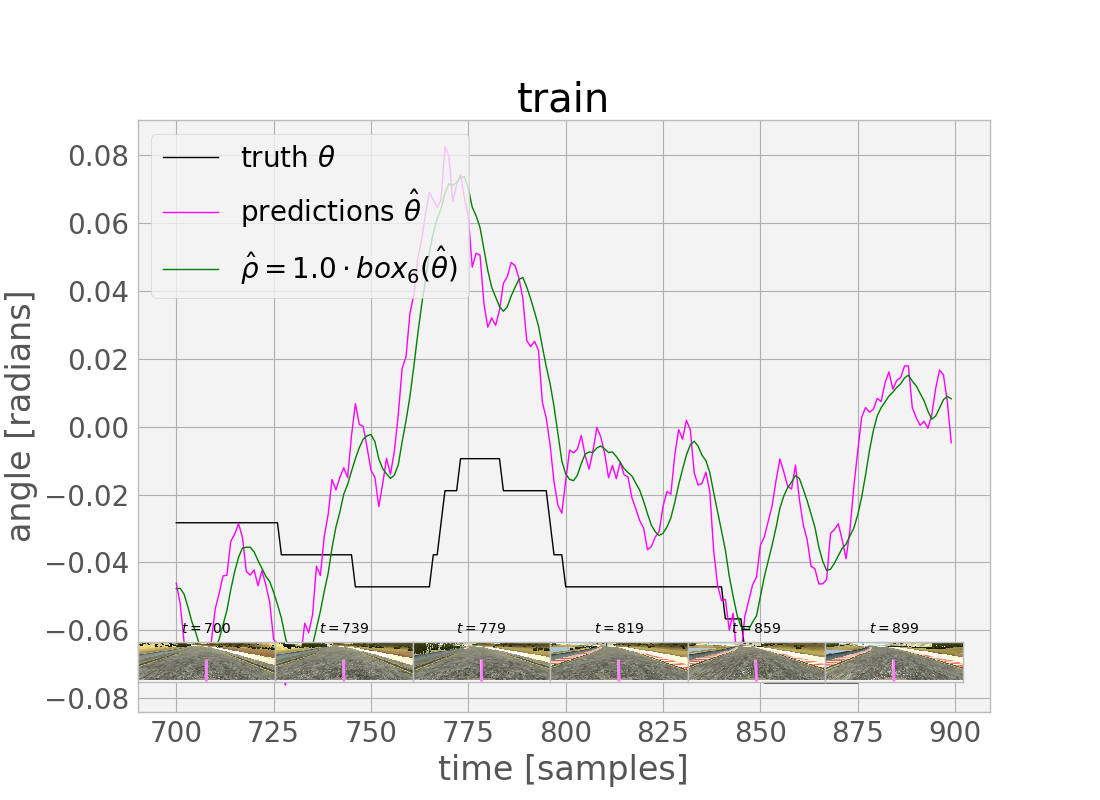 train
truth θ
predictions θ̂
ρ̂ = 1.0 · box₆(θ̂)
angle [radians]
0.08
0.06
0.04
0.02
0.00
−0.02
−0.04
−0.06
−0.08
t = 700 t = 739 t = 779 t = 819 t = 859 t = 899
700 725 750 775 800 825 850 875 900
time [samples]